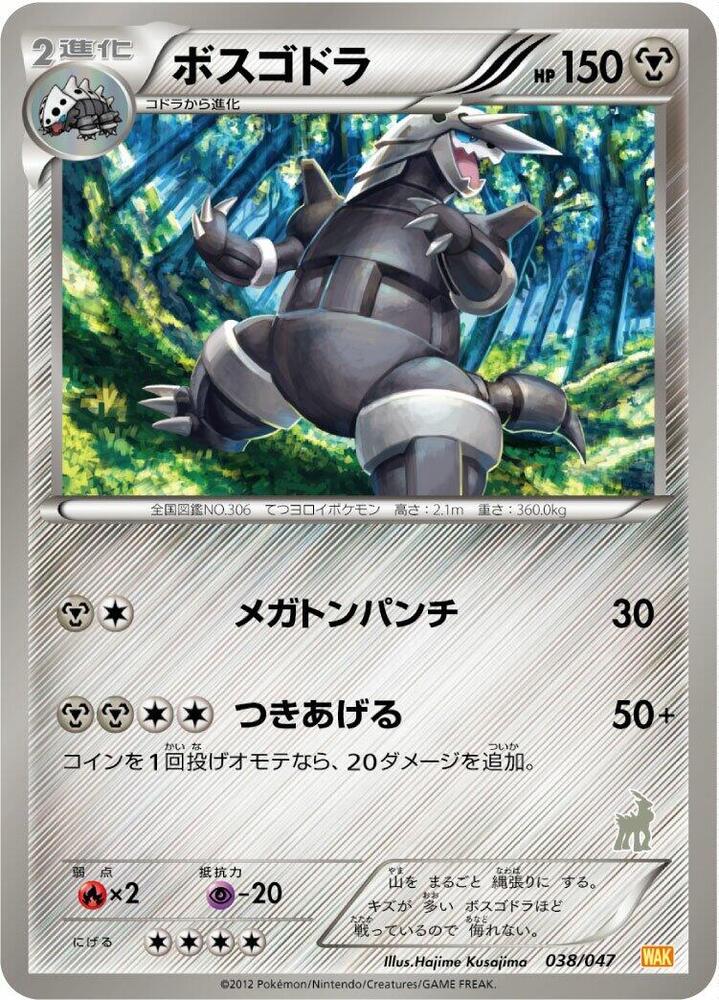 2進化
ボスゴドラ
HP150
コドラから進化
全国図鑑NO.306 てつヨロイポケモン 高さ:2.1m 重さ:360.0kg
メガトンパンチ 30
つきあげる 50+
コインを1回投げオモテなら、20ダメージを追加。
弱点 抵抗力
×2 -20
にげる
山を まるごと 縄張りに する。
キズが 多い ボスゴドラほど
戦っているので 侮れない。
Illus.Hajime Kusajima 038/047 WAK
©2012 Pokémon/Nintendo/Creatures/GAME FREAK.